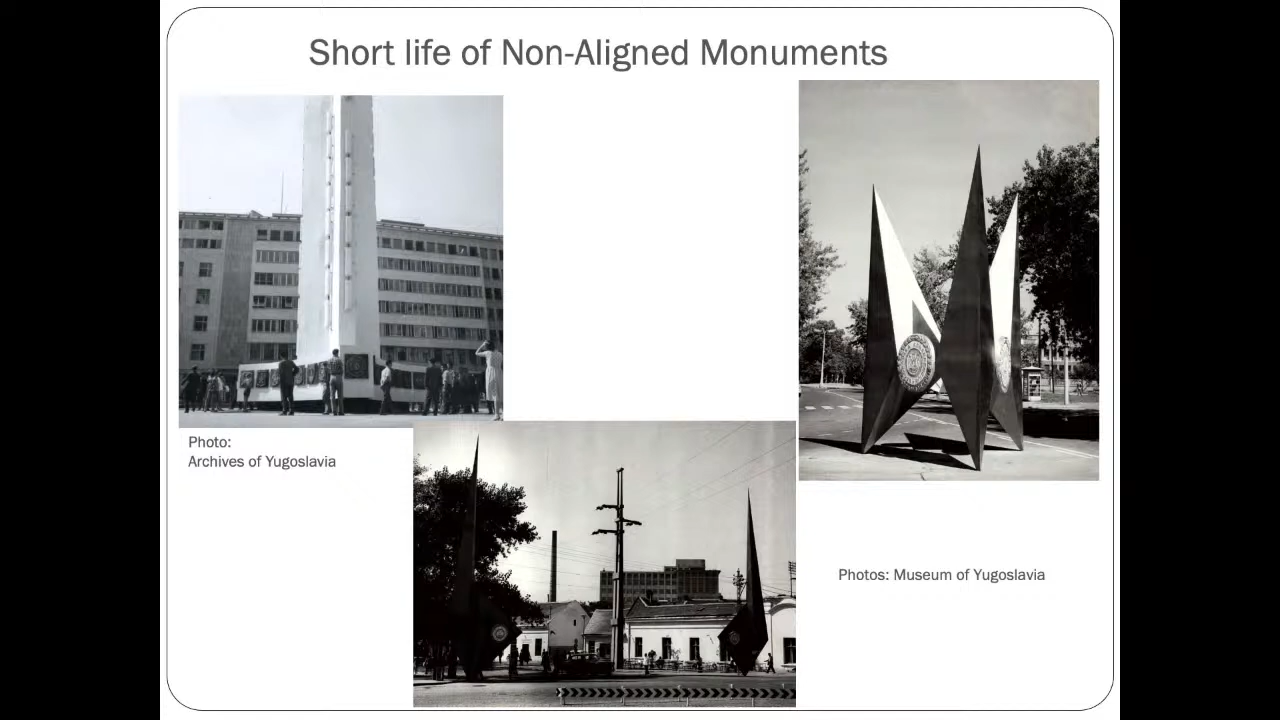 Short life of Non-Aligned Monuments
Photo:
Archives of Yugoslavia
Photos: Museum of Yugoslavia